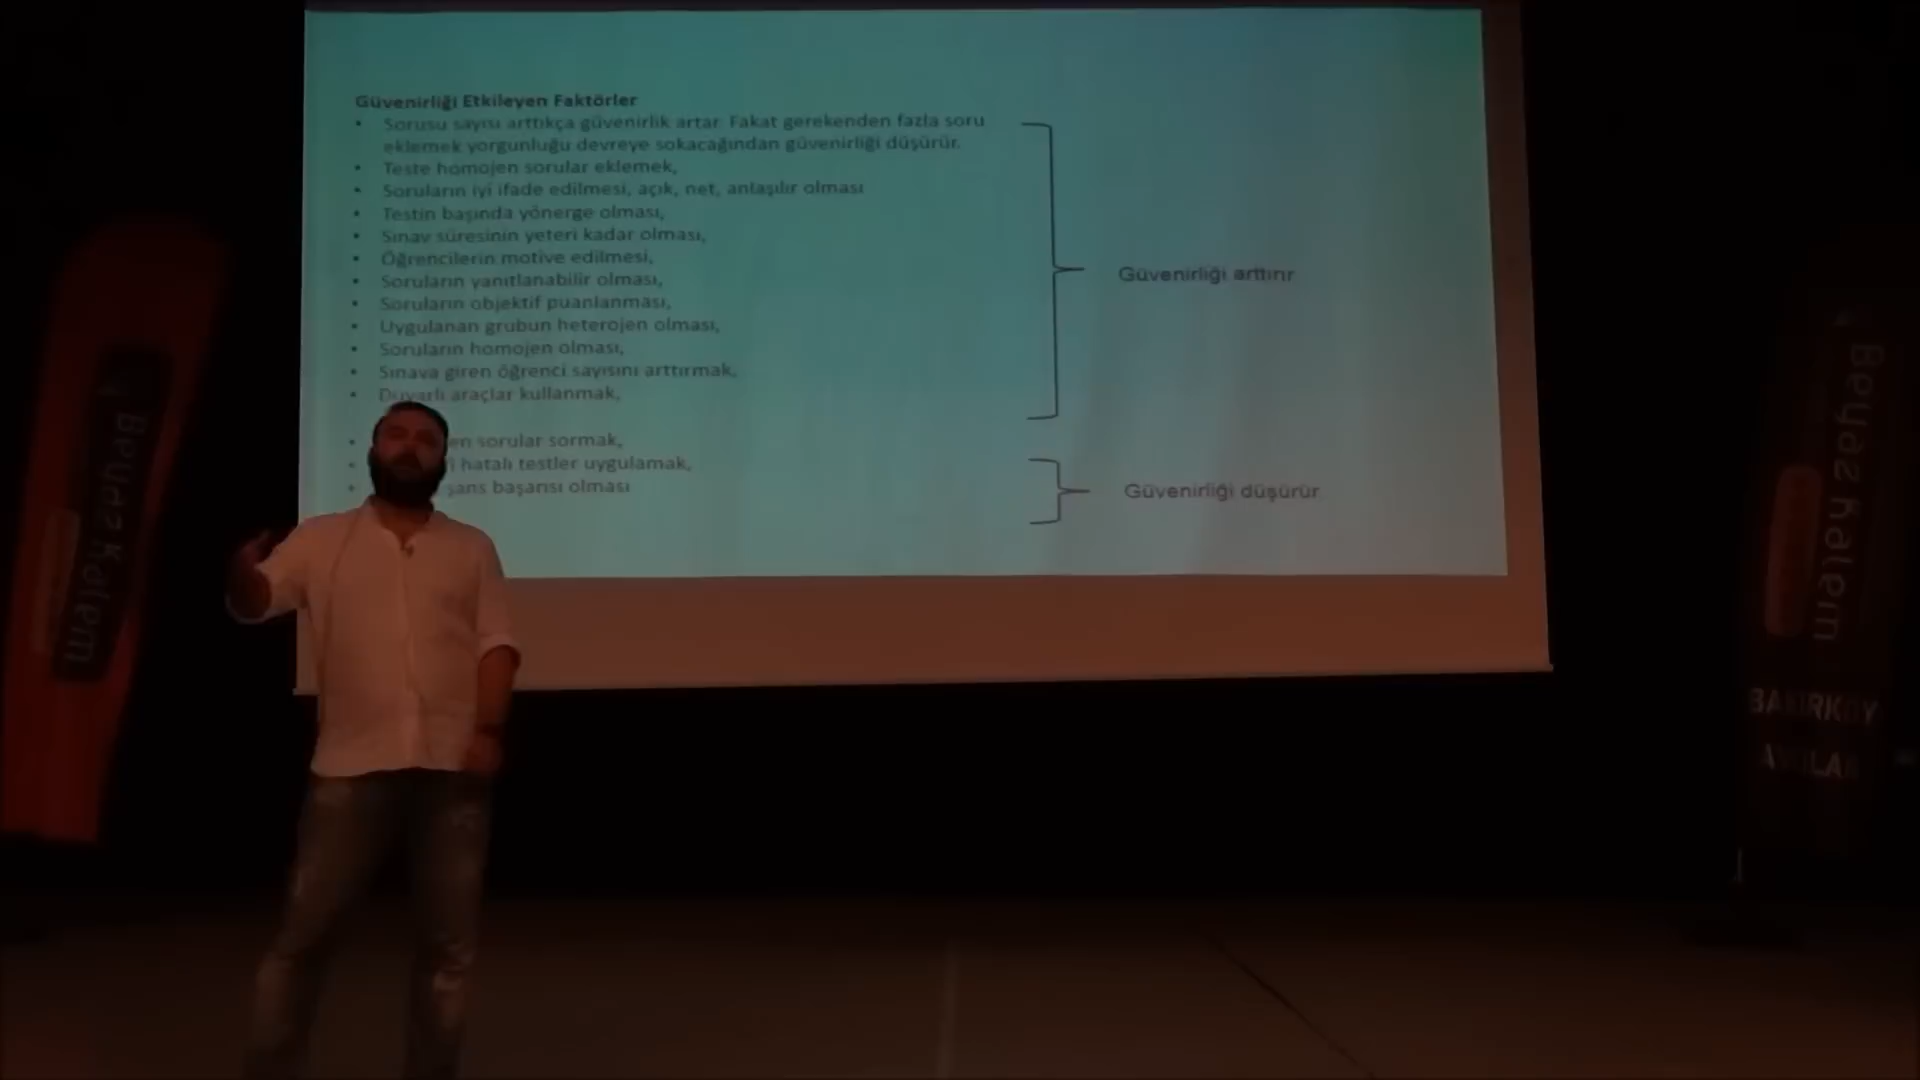 Güvenirliği Etkileyen Faktörler
• Sorusu sayısı arttıkça güvenirlik artar. Fakat gerekenden fazla soru
eklemek yorgunluğu devreye sokacağından güvenirliği düşürür.
• Teste homojen sorular eklemek,
• Soruların iyi ifade edilmesi, açık, net, anlaşılır olması
• Testin başında yönerge olması,
• Sınav süresinin yeteri kadar olması,
• Öğrencilerin motive edilmesi,
• Soruların yanıtlanabilir olması,
• Soruların objektif puanlanması,
• Uygulanan grubun heterojen olması,
• Soruların homojen olması,
• Sınava giren öğrenci sayısını arttırmak,
• Duyarlı araçlar kullanmak,
Güvenirliği arttırır
• sorular sormak,
• hatalı testler uygulamak,
• şans başarısı olması
Güvenirliği düşürür
Beyaz Kalem
Beyaz Kalem
BAKIRKÖY
AVCILAR